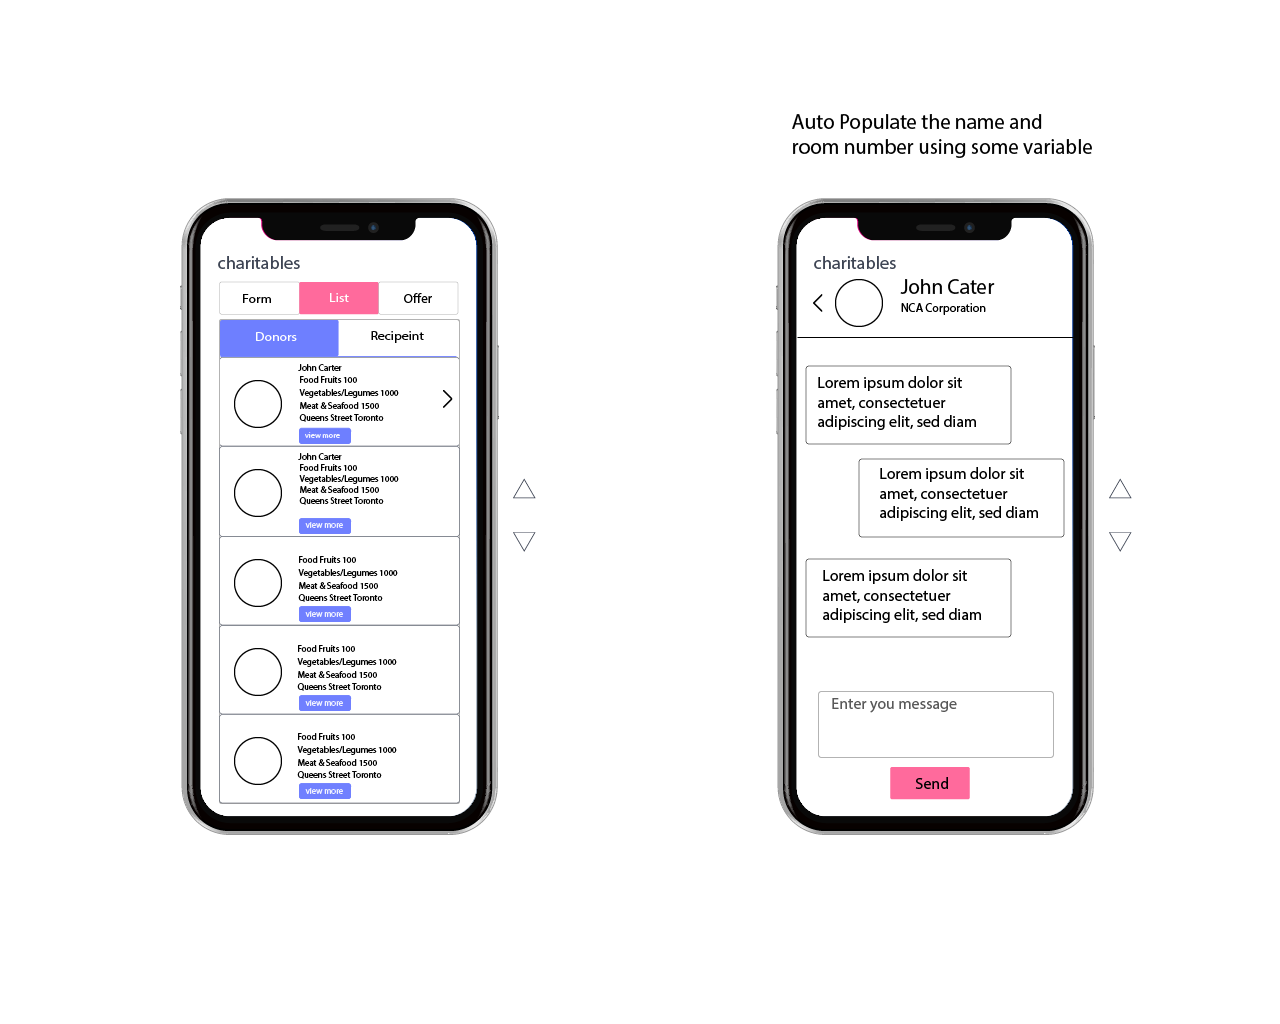 Auto Populate the name and
room number using some variable
charitables
Form
List
Offer
Donors
Recipeint
John Carter
Food Fruits 100
Vegetables/Legumes 1000
Meat & Seafood 1500
Queens Street Toronto
view more
John Carter
Food Fruits 100
Vegetables/Legumes 1000
Meat & Seafood 1500
Queens Street Toronto
view more
Food Fruits 100
Vegetables/Legumes 1000
Meat & Seafood 1500
Queens Street Toronto
view more
Food Fruits 100
Vegetables/Legumes 1000
Meat & Seafood 1500
Queens Street Toronto
view more
Food Fruits 100
Vegetables/Legumes 1000
Meat & Seafood 1500
Queens Street Toronto
view more
charitables
John Cater
NCA Corporation
Lorem ipsum dolor sit
amet, consectetuer
adipiscing elit, sed diam
Lorem ipsum dolor sit
amet, consectetuer
adipiscing elit, sed diam
Lorem ipsum dolor sit
amet, consectetuer
adipiscing elit, sed diam
Enter you message
Send